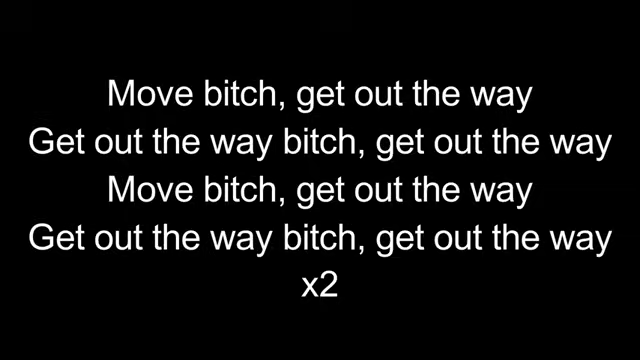 Move bitch, get out the way
Get out the way bitch, get out the way
Move bitch, get out the way
Get out the way bitch, get out the way
x2